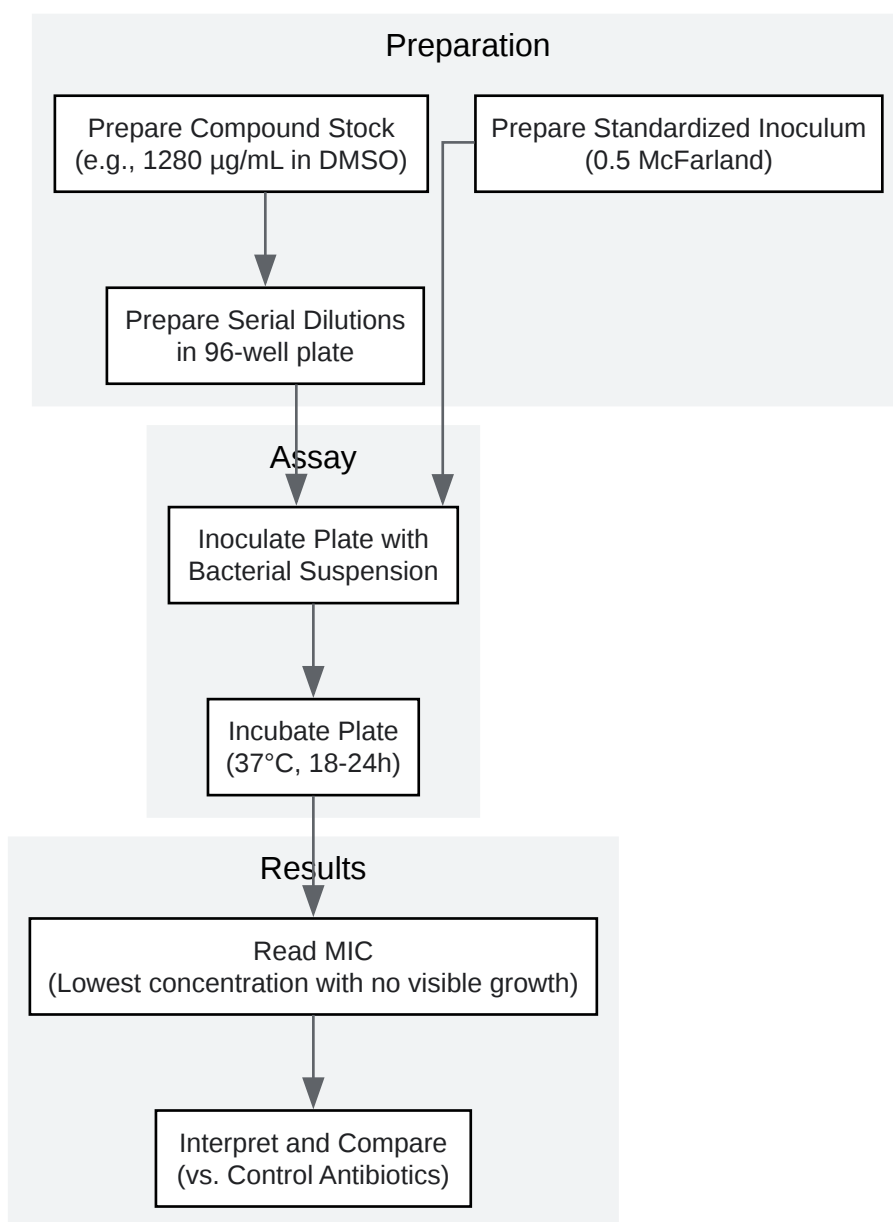 Preparation
Prepare Compound Stock
(e.g., 1280 µg/mL in DMSO)
Prepare Standardized Inoculum
(0.5 McFarland)
Prepare Serial Dilutions
in 96-well plate
Assay
Inoculate Plate with
Bacterial Suspension
Incubate Plate
(37°C, 18-24h)
Results
Read MIC
(Lowest concentration with no visible growth)
Interpret and Compare
(vs. Control Antibiotics)